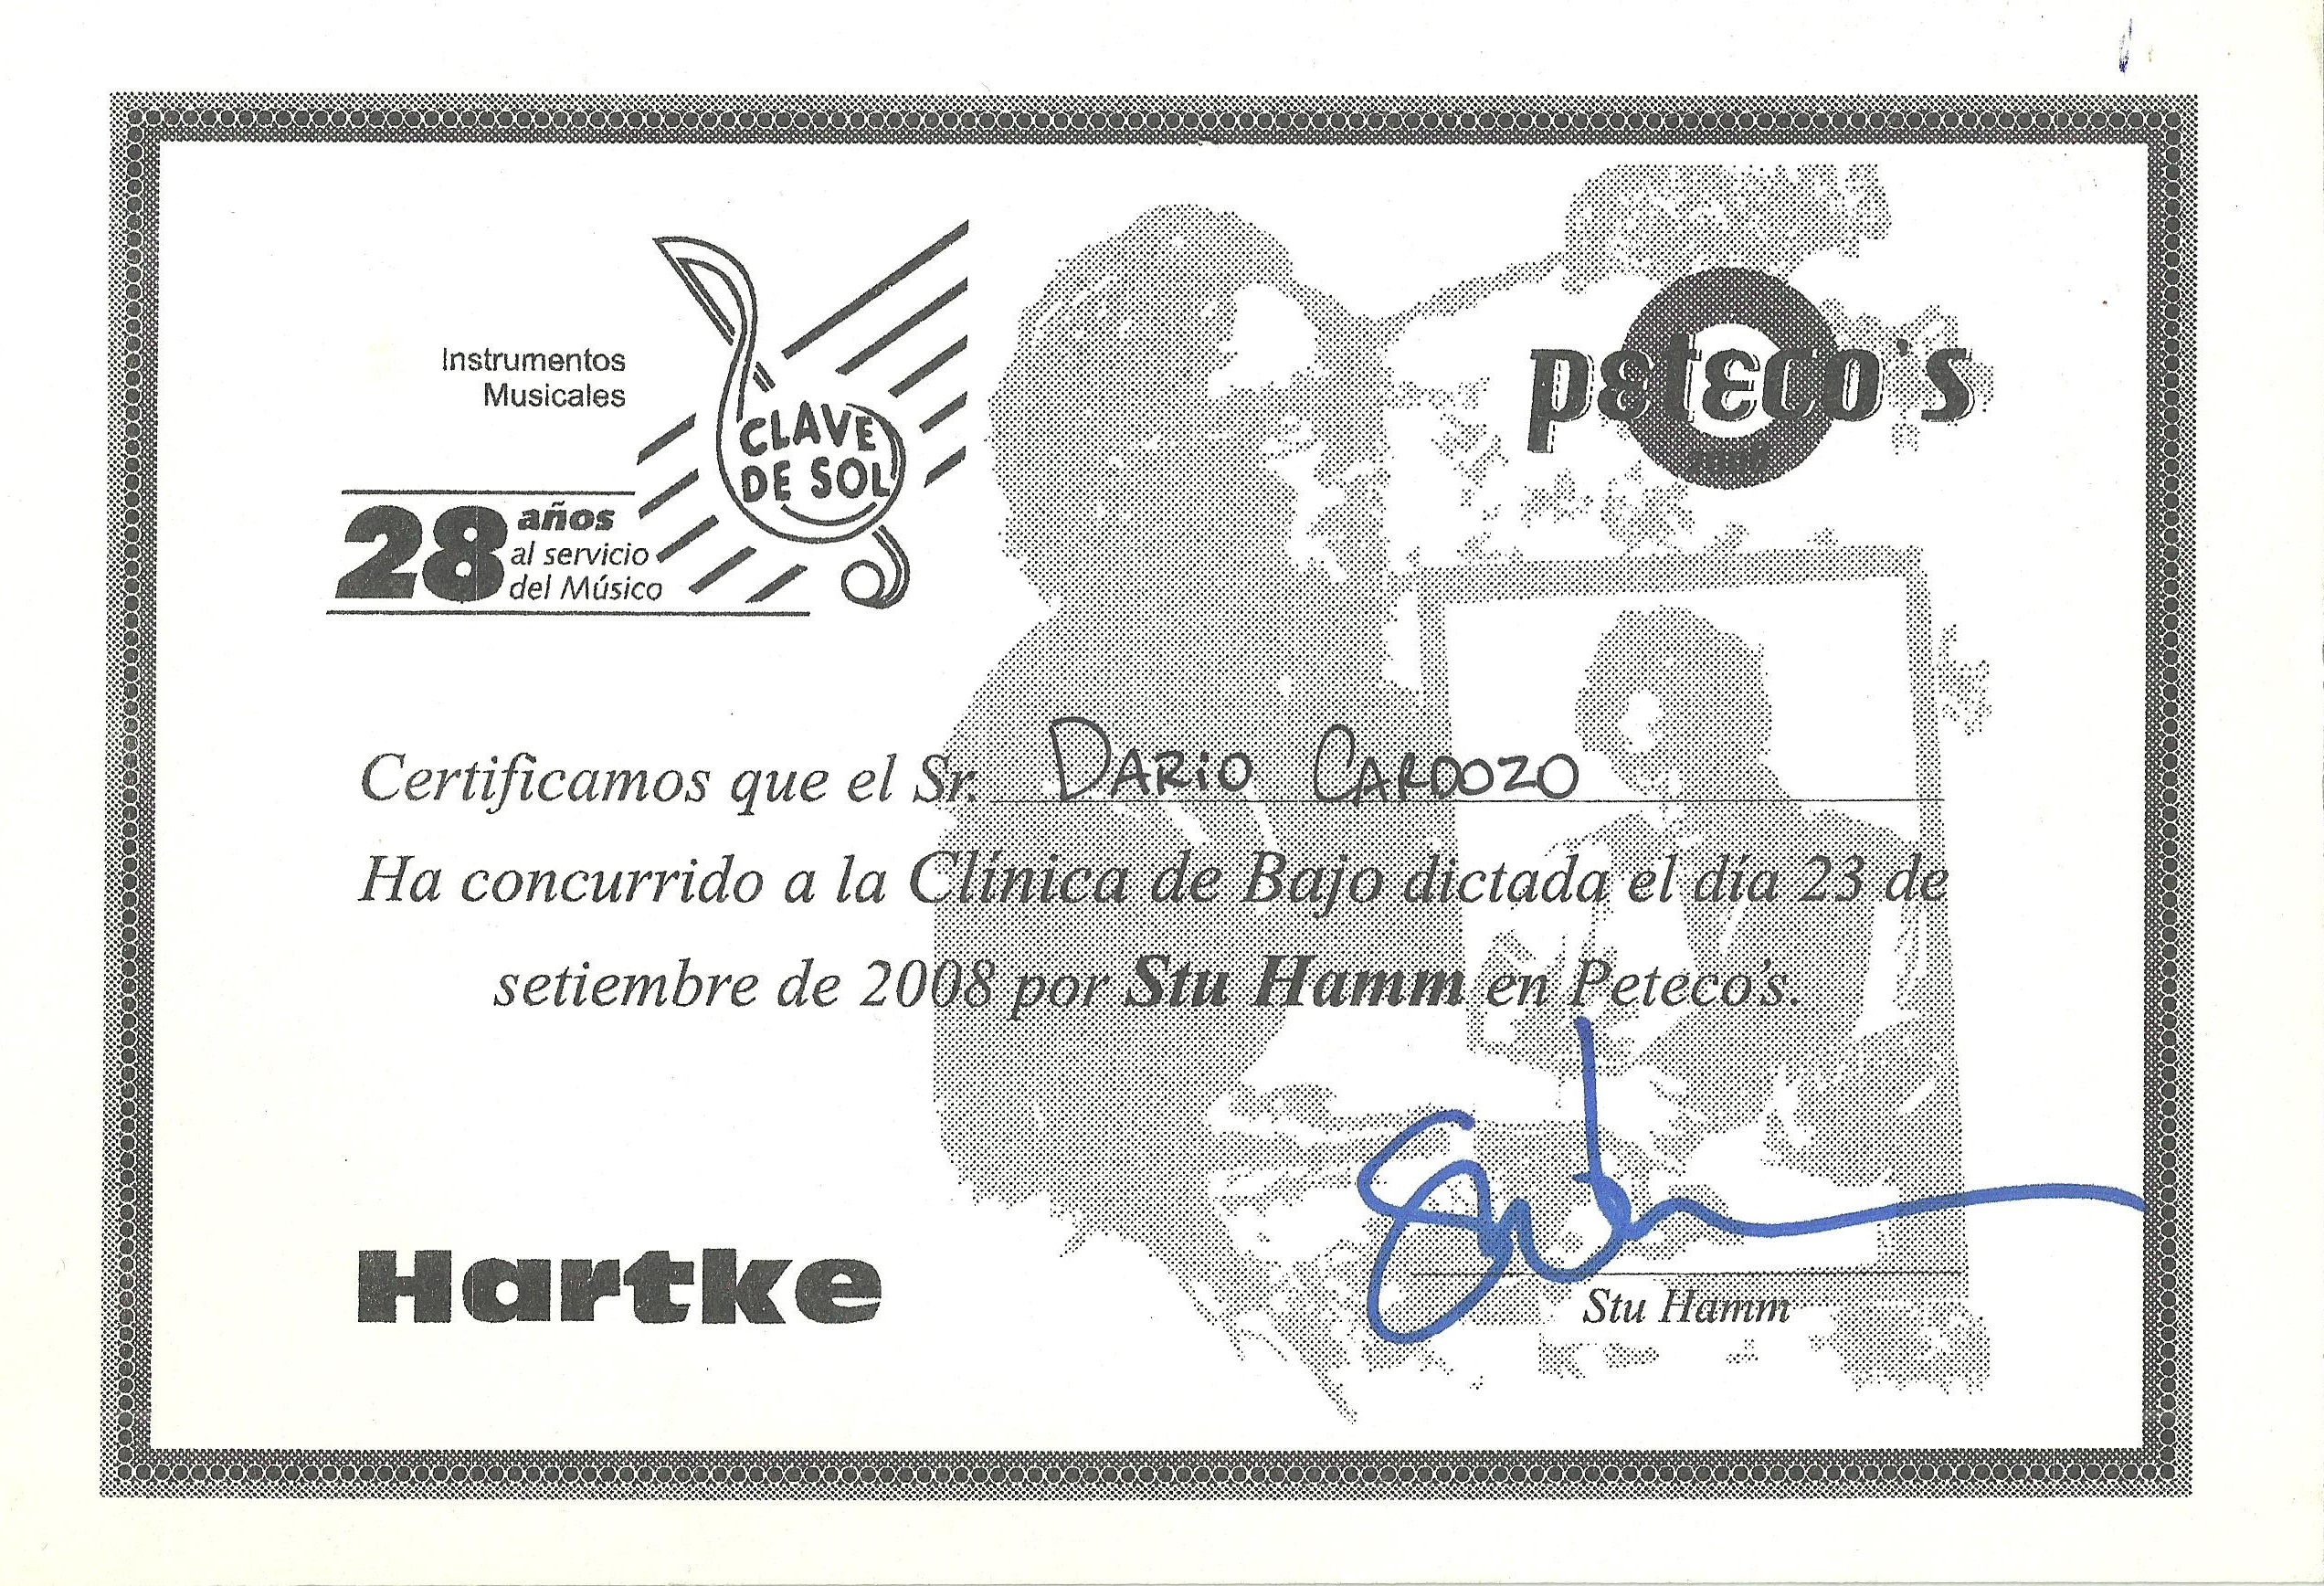 Instrumentos
Musicales
CLAVE
DE SOL
28 años
al servicio
del Músico
peteco's
Certificamos que el Sr. DARiO CARDOZO
Ha concurrido a la Clínica de Bajo dictada el día 23 de
setiembre de 2008 por Stu Hamm en Peteco's.
Hartke
Stu Hamm